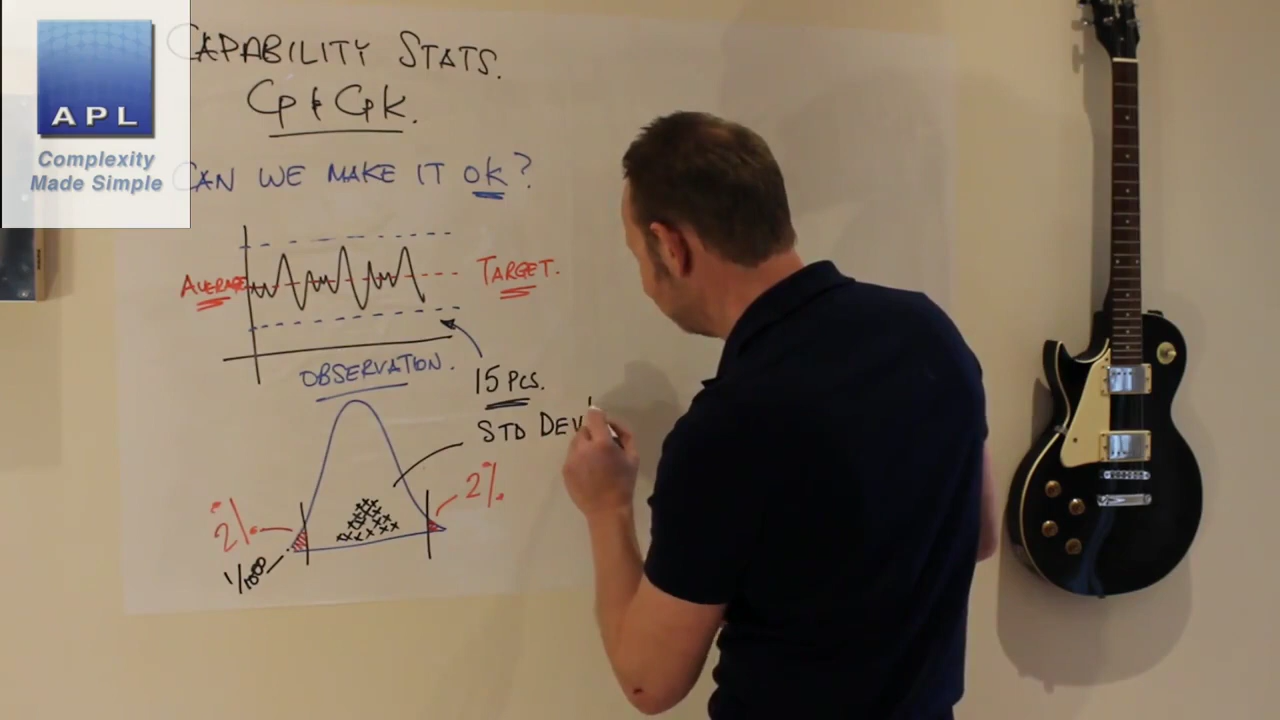 APL
Complexity
Made Simple
CAPABILITY STATS.
Cp & Cpk.
CAN WE MAKE IT OK?
AVERAGE
TARGET.
OBSERVATION.
15 PCS.
STD DEV
2%
2%
1/1000